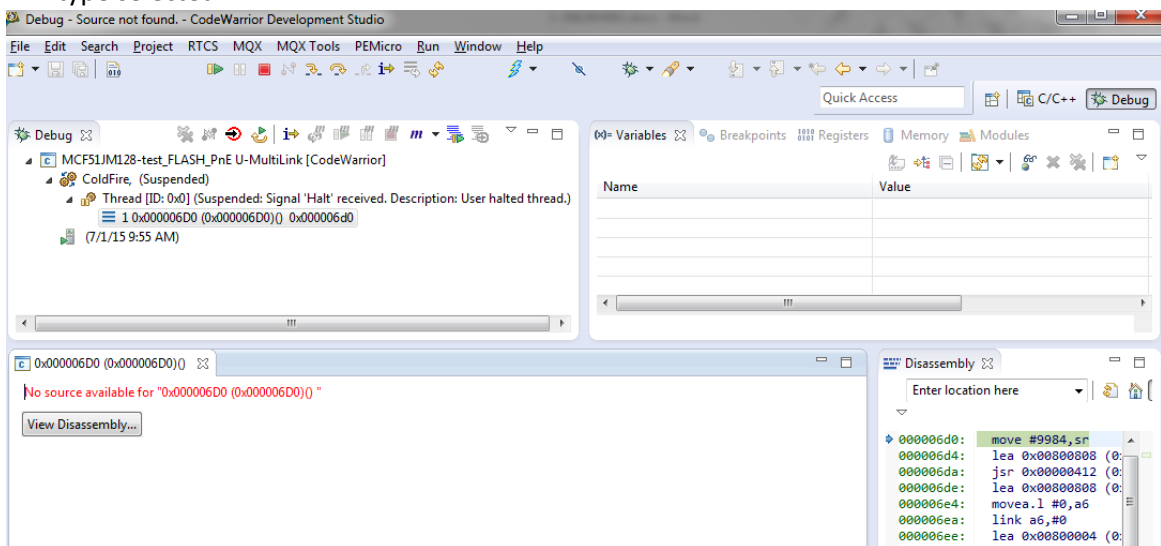 Debug - Source not found. - CodeWarrior Development Studio
File Edit Search Project RTCS MQX MQX Tools PEMicro Run Window Help
Quick Access
C/C++
Debug
Debug
MCF51JM128-test_FLASH_PnE U-MultiLink [CodeWarrior]
ColdFire, (Suspended)
Thread [ID: 0x0] (Suspended: Signal 'Halt' received. Description: User halted thread.)
1 0x000006D0 (0x000006D0)() 0x000006d0
(7/1/15 9:55 AM)
(x)= Variables
Breakpoints
Registers
Memory
Modules
Name Value
0x000006D0 (0x000006D0)()
No source available for "0x000006D0 (0x000006D0)() "
View Disassembly...
Disassembly
Enter location here
000006d0: move #9984,sr
000006d4: lea 0x00800808 (0:
000006da: jsr 0x00000412 (0:
000006de: lea 0x00800808 (0:
000006e4: movea.l #0,a6
000006ea: link a6,#0
000006ee: lea 0x00800004 (0: